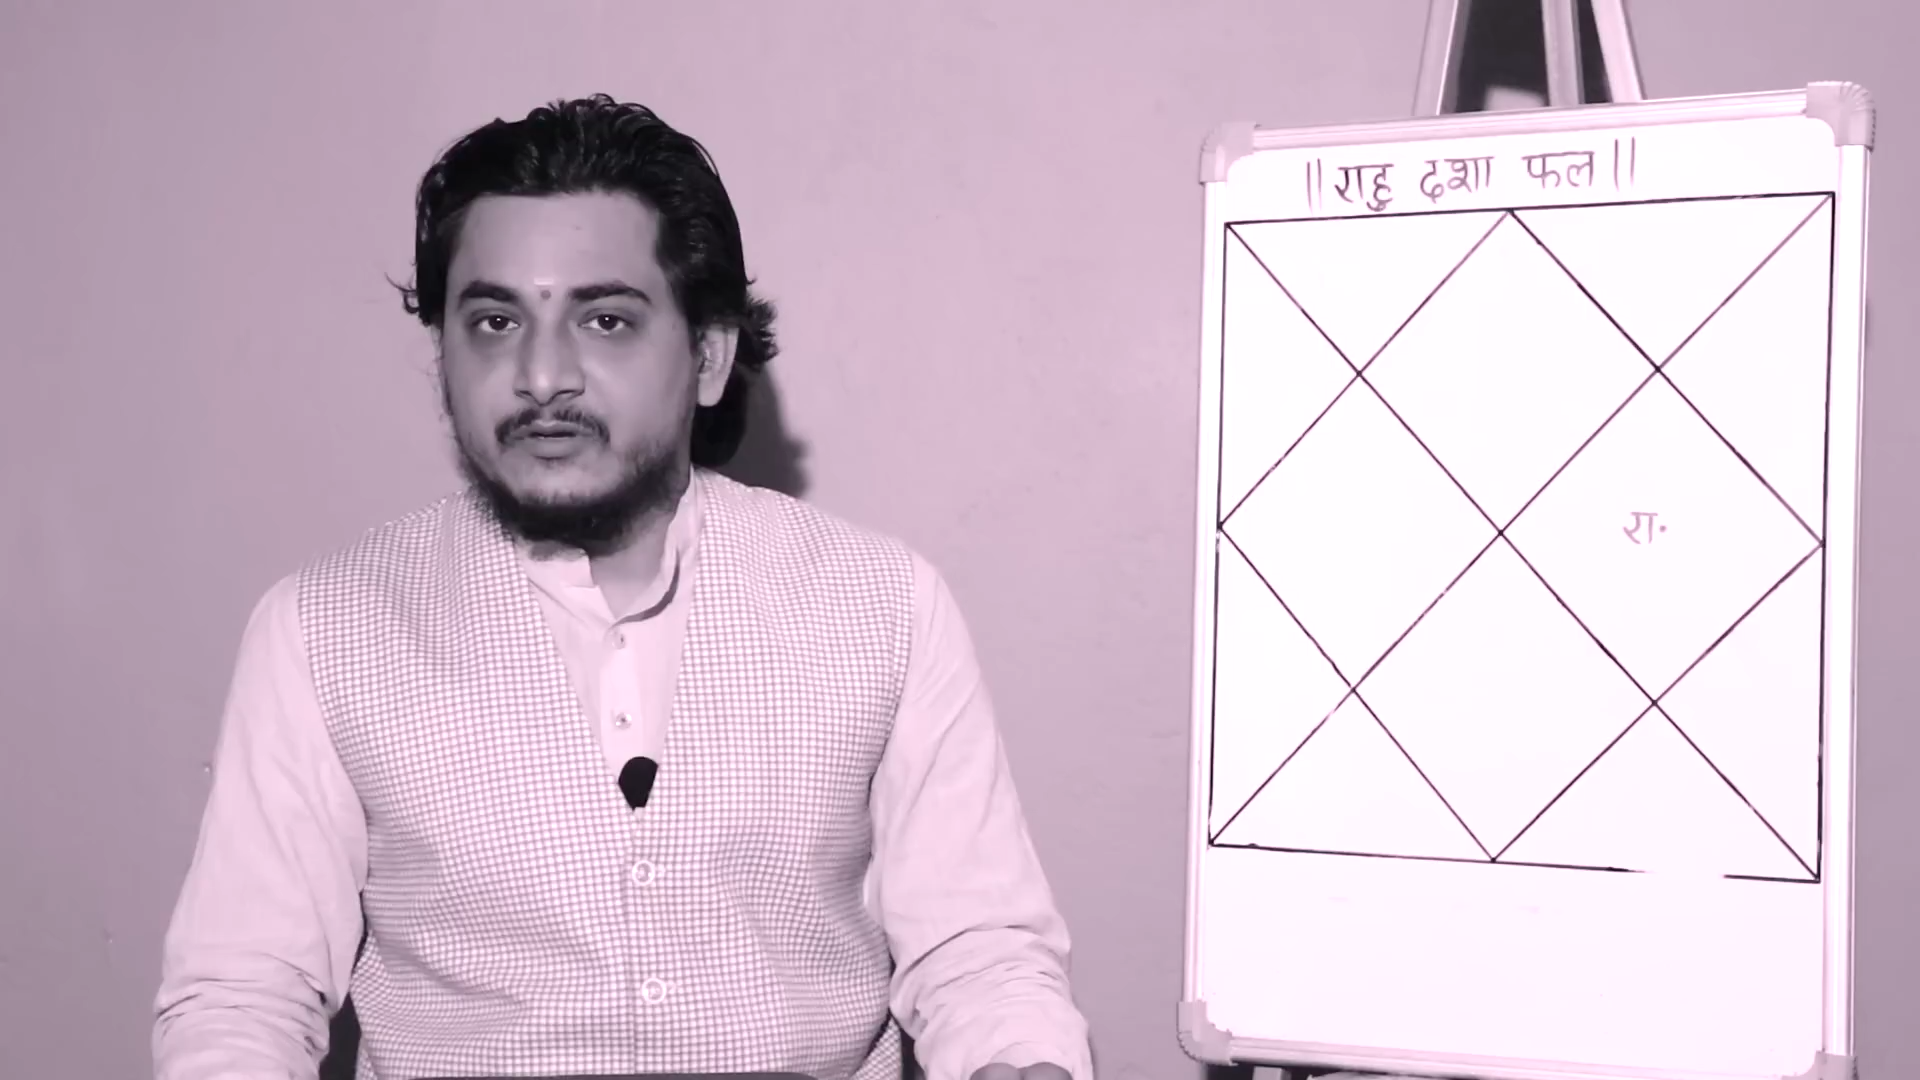 ॥ राहु दशा फल ॥
रा॰